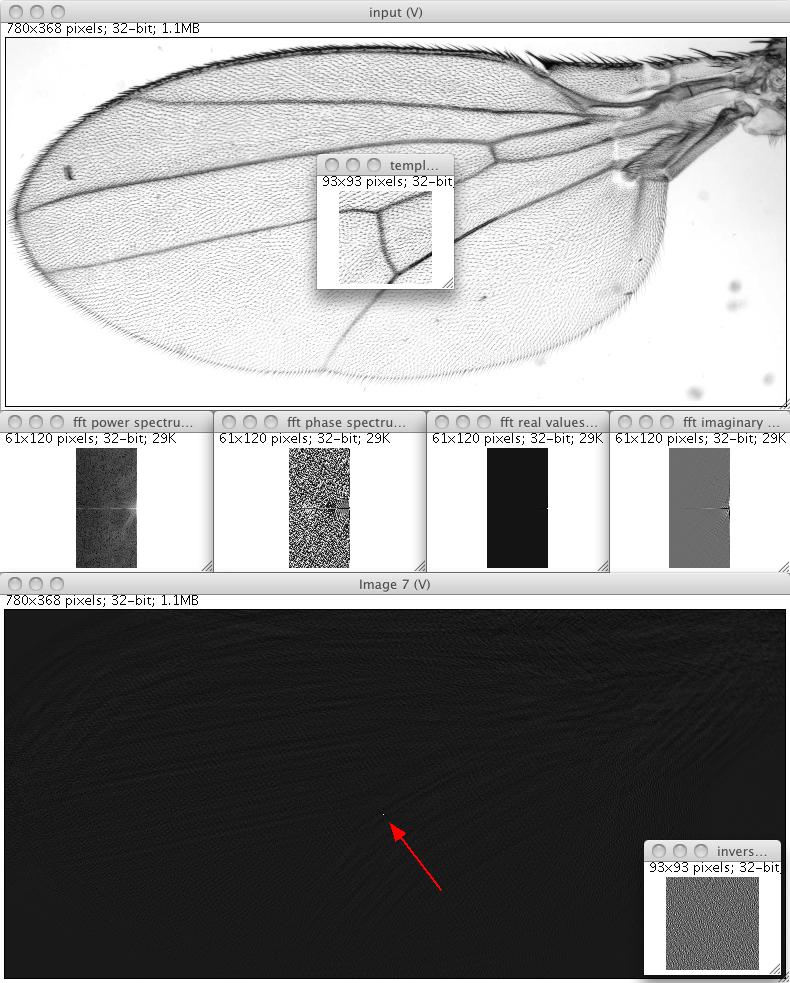 input (V)
780x368 pixels; 32-bit; 1.1MB
templ...
93x93 pixels; 32-bit
fft power spectru...
fft phase spectru...
fft real values...
fft imaginary ...
61x120 pixels; 32-bit; 29K
61x120 pixels; 32-bit; 29K
61x120 pixels; 32-bit; 29K
61x120 pixels; 32-bit; 29K
Image 7 (V)
780x368 pixels; 32-bit; 1.1MB
invers...
93x93 pixels; 32-bit;